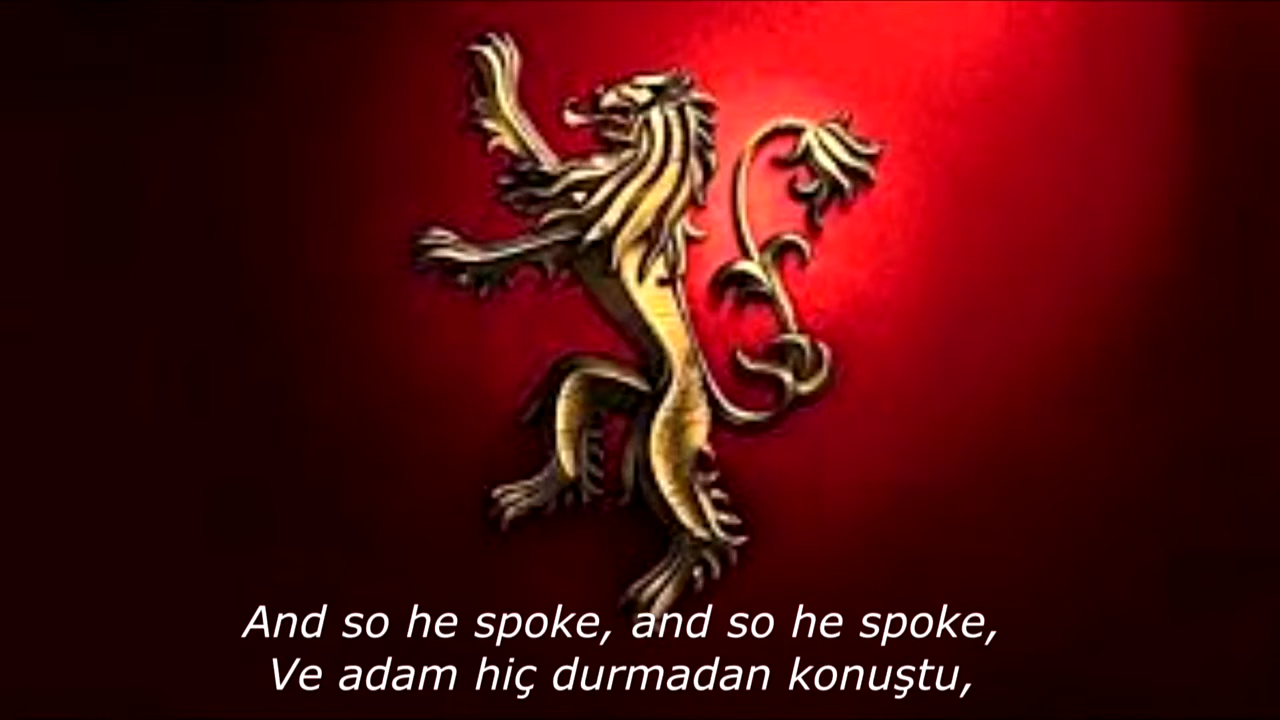 And so he spoke, and so he spoke,
Ve adam hiç durmadan konuştu,